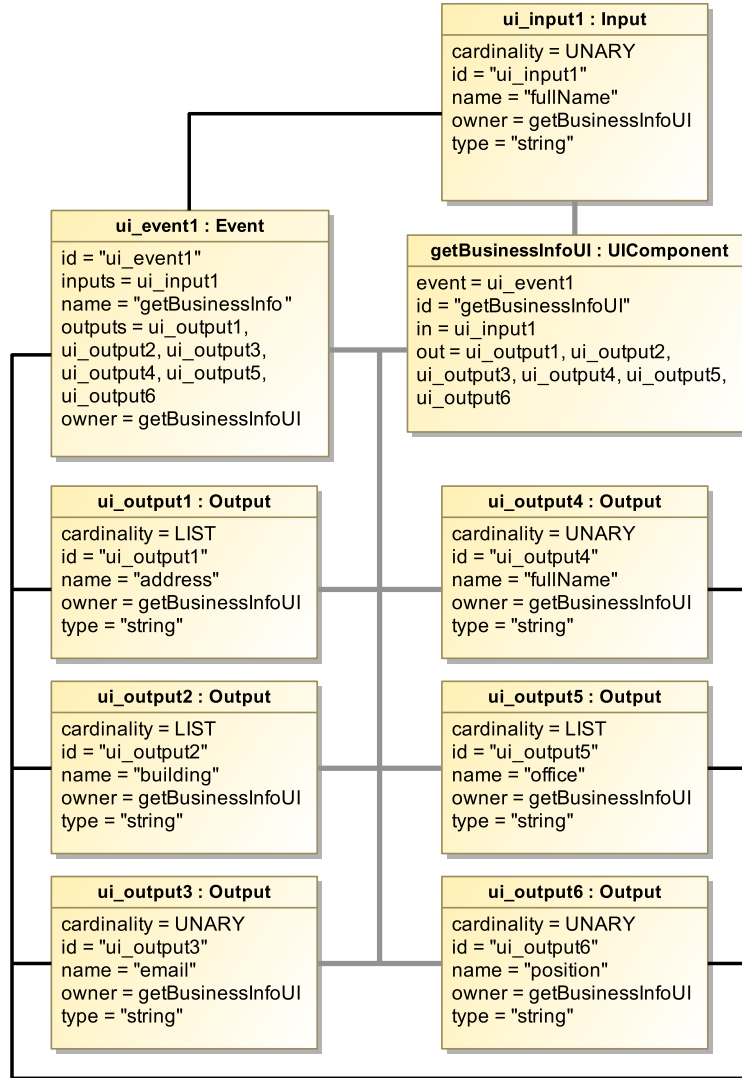 ui_input1 : Input
cardinality = UNARY
id = "ui_input1"
name = "fullName"
owner = getBusinessInfoUI
type = "string"
ui_event1 : Event
id = "ui_event1"
inputs = ui_input1
name = "getBusinessInfo"
outputs = ui_output1,
ui_output2, ui_output3,
ui_output4, ui_output5,
ui_output6
owner = getBusinessInfoUI
getBusinessInfoUI : UIComponent
event = ui_event1
id = "getBusinessInfoUI"
in = ui_input1
out = ui_output1, ui_output2,
ui_output3, ui_output4, ui_output5,
ui_output6
ui_output1 : Output
cardinality = LIST
id = "ui_output1"
name = "address"
owner = getBusinessInfoUI
type = "string"
ui_output4 : Output
cardinality = UNARY
id = "ui_output4"
name = "fullName"
owner = getBusinessInfoUI
type = "string"
ui_output2 : Output
cardinality = LIST
id = "ui_output2"
name = "building"
owner = getBusinessInfoUI
type = "string"
ui_output5 : Output
cardinality = LIST
id = "ui_output5"
name = "office"
owner = getBusinessInfoUI
type = "string"
ui_output3 : Output
cardinality = UNARY
id = "ui_output3"
name = "email"
owner = getBusinessInfoUI
type = "string"
ui_output6 : Output
cardinality = UNARY
id = "ui_output6"
name = "position"
owner = getBusinessInfoUI
type = "string"